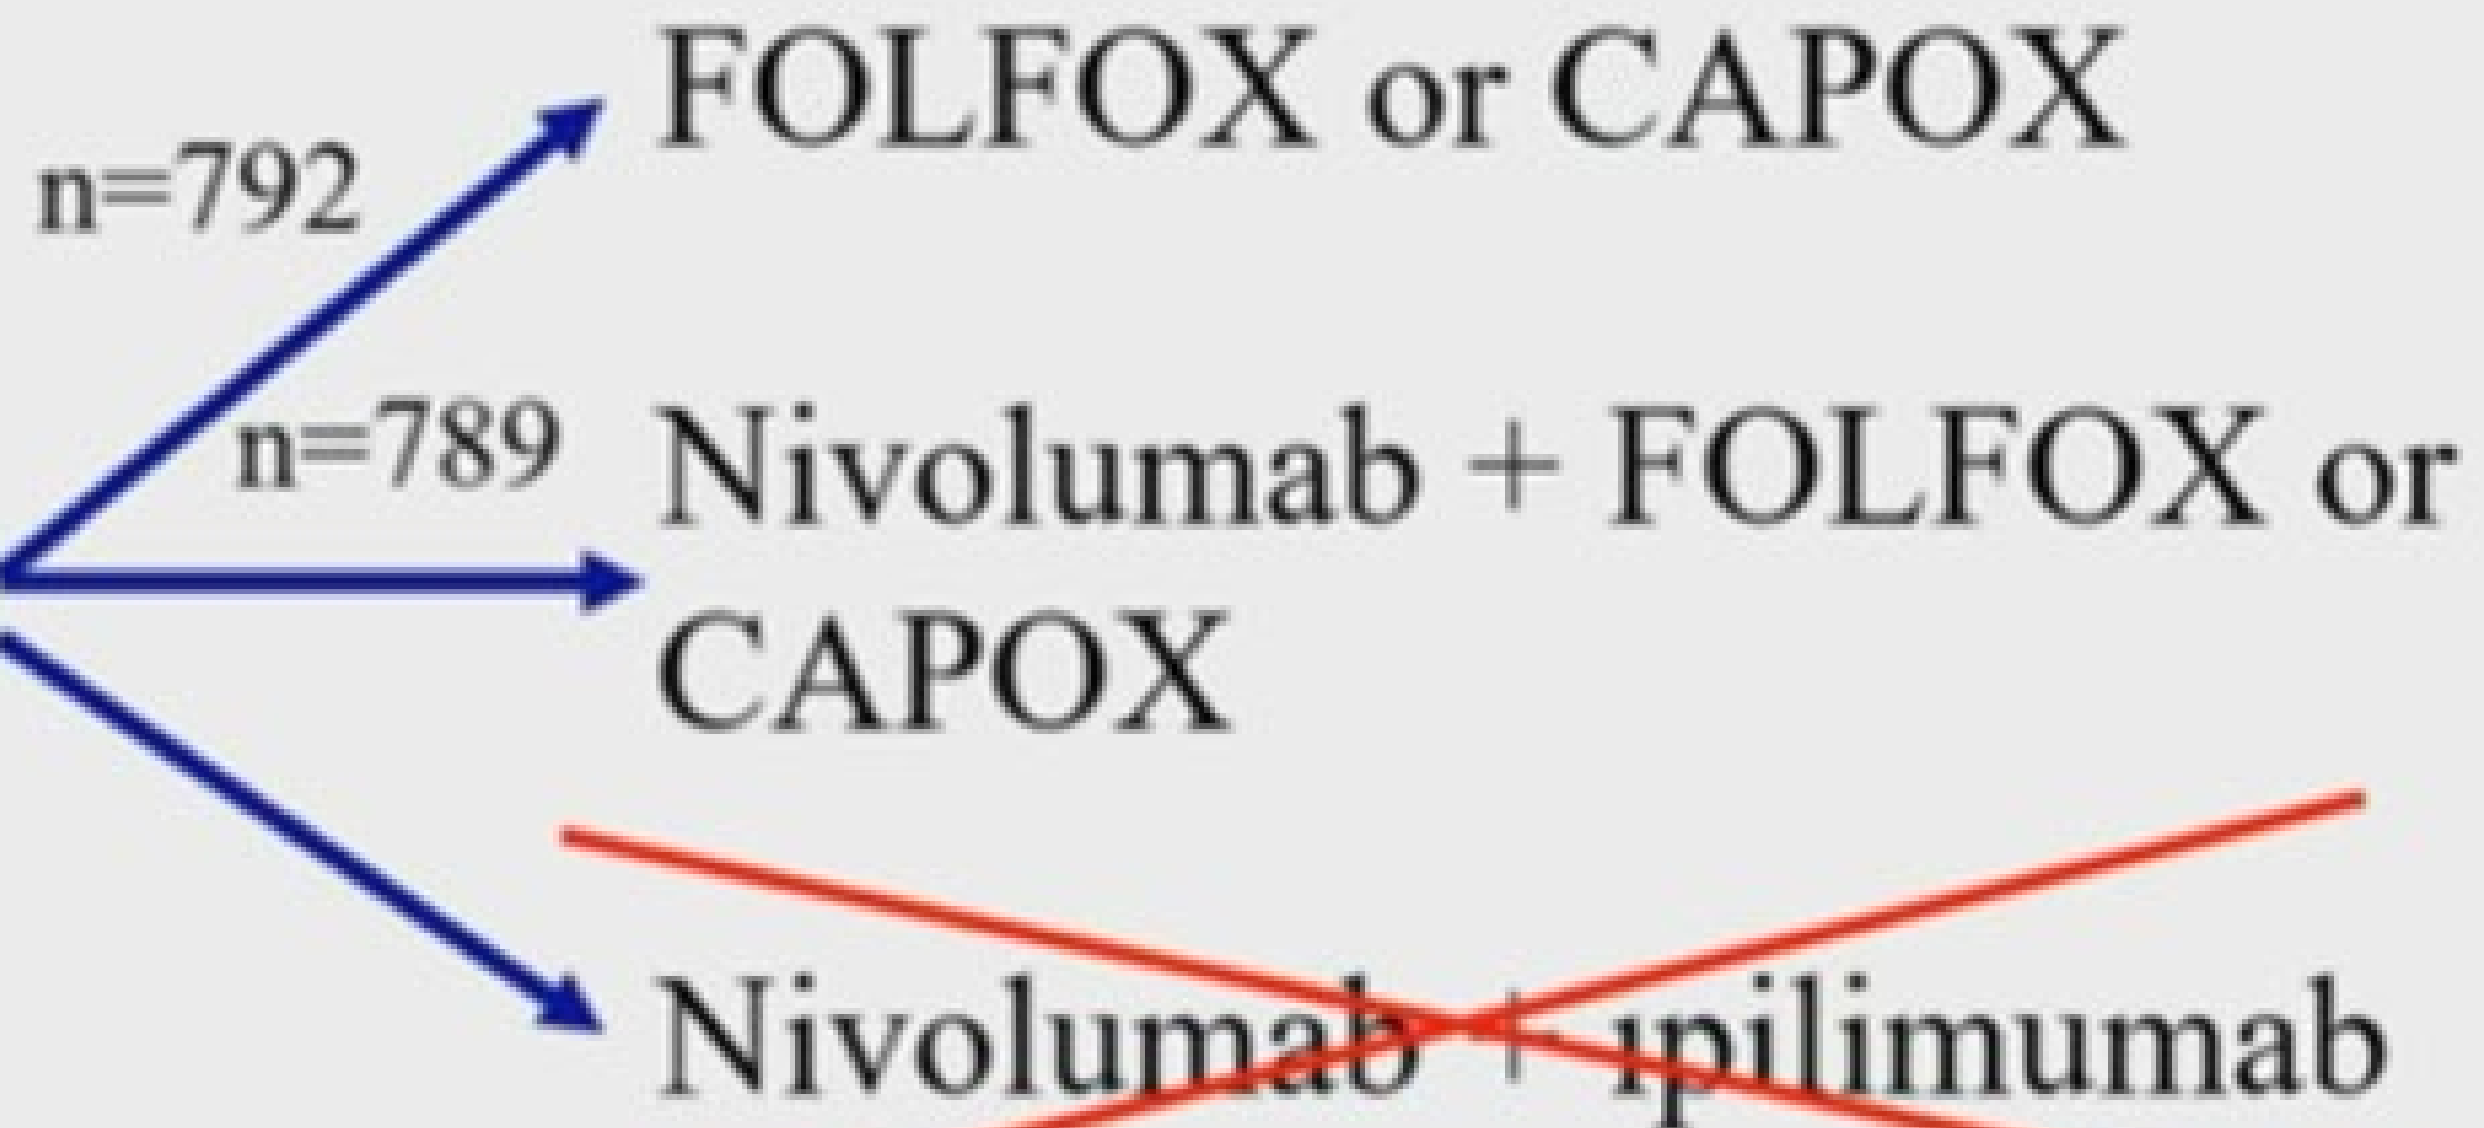 FOLFOX or CAPOX
n=792
n=789
Nivolumab + FOLFOX or
CAPOX
Nivolumab + ipilimumab